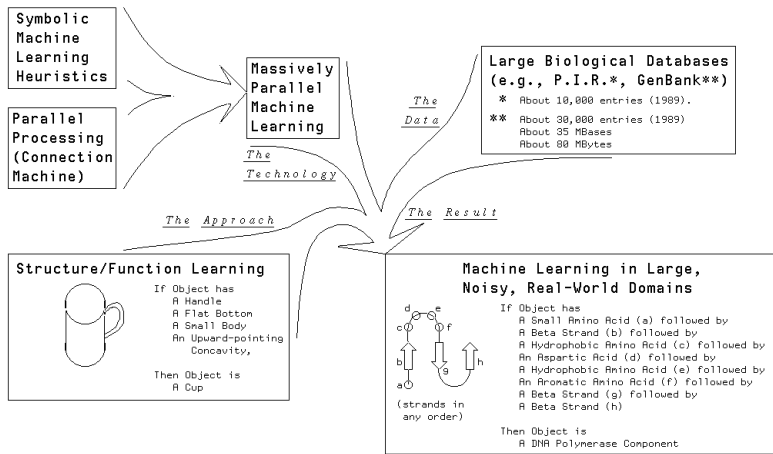 Symbolic
Machine
Learning
Heuristics
Parallel
Processing
(Connection
Machine)
Massively
Parallel
Machine
Learning
Large Biological Databases
(e.g., P.I.R.*, GenBank**)
* About 10,000 entries (1989).
** About 30,000 entries (1989)
About 35 MBases
About 80 MBytes
The
Data
The
Technology
The Approach
The Result
Structure/Function Learning
If Object has
A Handle
A Flat Bottom
A Small Body
An Upward-pointing
Concavity,
Then Object is
A Cup
Machine Learning in Large,
Noisy, Real-World Domains
d e
c f
b g h
a
(strands in
any order)
If Object has
A Small Amino Acid (a) followed by
A Beta Strand (b) followed by
A Hydrophobic Amino Acid (c) followed by
An Aspartic Acid (d) followed by
A Hydrophobic Amino Acid (e) followed by
An Aromatic Amino Acid (f) followed by
A Beta Strand (g) followed by
A Beta Strand (h)
Then Object is
A DNA Polymerase Component